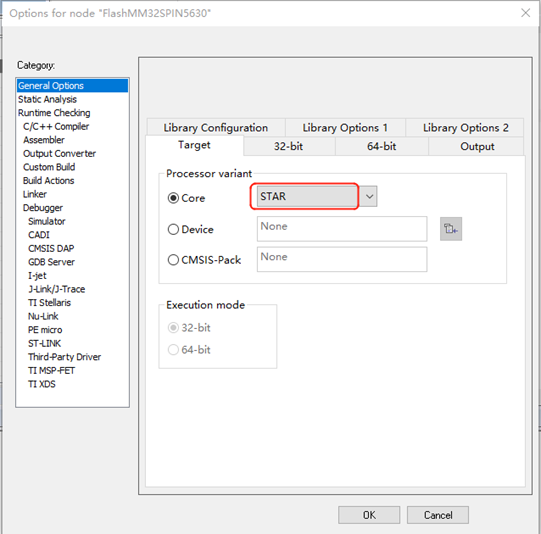 Options for node "FlashMM32SPIN5630"
Category:
General Options
Static Analysis
Runtime Checking
C/C++ Compiler
Assembler
Output Converter
Custom Build
Build Actions
Linker
Debugger
Simulator
CADI
CMSIS DAP
GDB Server
I-jet
J-Link/J-Trace
TI Stellaris
Nu-Link
PE micro
ST-LINK
Third-Party Driver
TI MSP-FET
TI XDS
Library Configuration Library Options 1 Library Options 2
Target 32-bit 64-bit Output
Processor variant
Core STAR
Device None
CMSIS-Pack None
Execution mode
32-bit
64-bit
OK Cancel